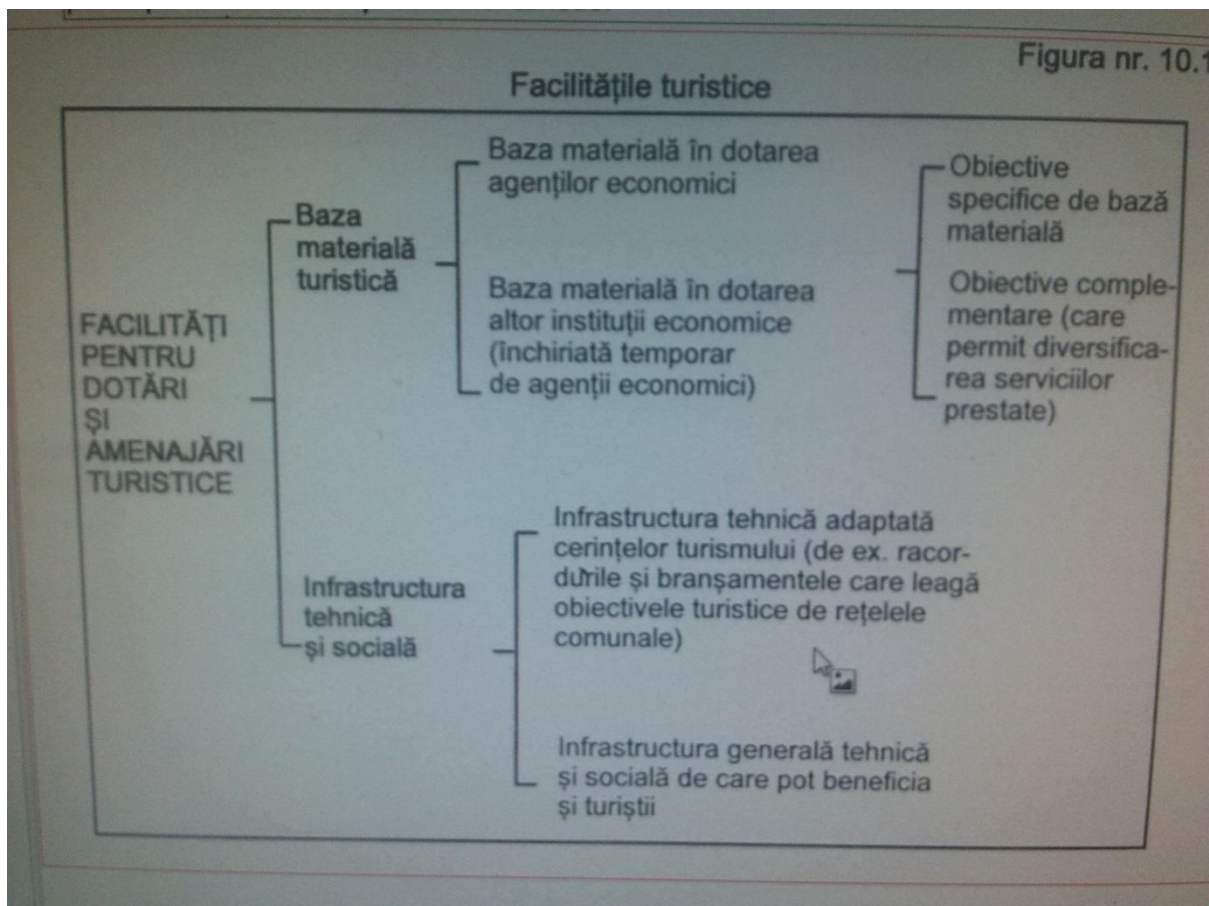 Figura nr. 10.1
Facilitățile turistice
FACILITĂȚI
PENTRU
DOTĂRI
ȘI
AMENAJĂRI
TURISTICE
Baza
materială
turistică
Baza materială în dotarea
agenților economici
Baza materială în dotarea
altor instituții economice
(închiriată temporar
de agenții economici)
Obiective
specifice de bază
materială
Obiective comple-
mentare (care
permit diversifica-
rea serviciilor
prestate)
Infrastructura
tehnică
și socială
Infrastructura tehnică adaptată
cerințelor turismului (de ex. racor-
durile și branșamentele care leagă
obiectivele turistice de rețelele
comunale)
Infrastructura generală tehnică
și socială de care pot beneficia
și turiștii